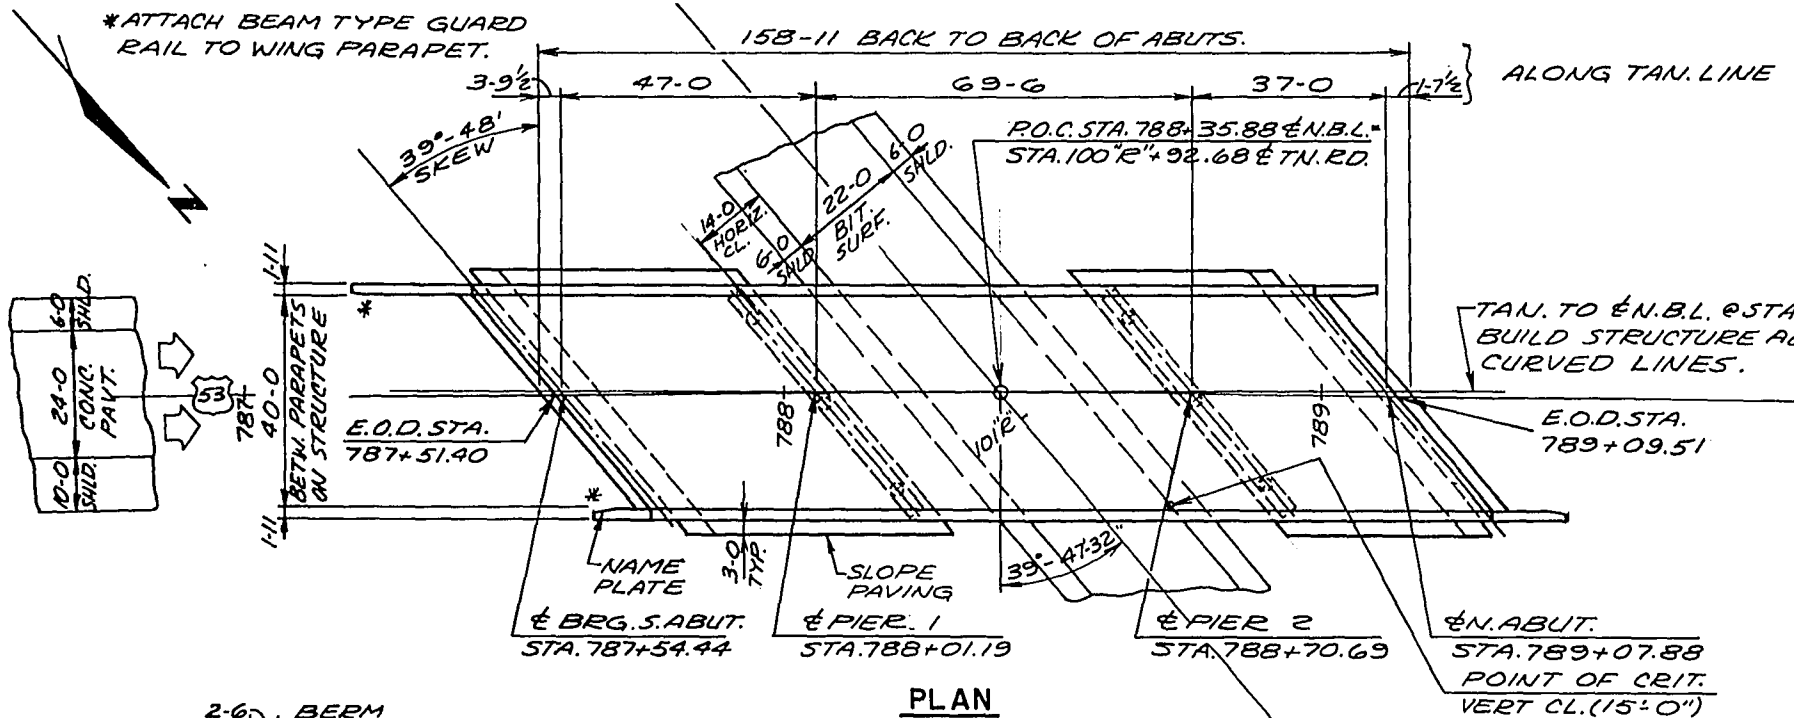 *ATTACH BEAM TYPE GUARD
RAIL TO WING PARAPET.
158-11 BACK TO BACK OF ABUTS.
3-9½
47-0
69-6
37-0
1-7½
ALONG TAN. LINE
39°-48'
SKEW
P.O.C. STA. 788+35.88 ℄ N.B.L.=
STA. 100"R"+92.68 ℄ TN. RD.
14-0
HORIZ.
CL.
6-0
SHLD.
22-0
BIT.
SURF.
6-0
SHLD.
N
1-11
40-0
BETW. PARAPETS
ON STRUCTURE
1-11
6-0
SHLD.
24-0
CONC.
PAVT.
10-0
SHLD.
53
787
*
TAN. TO ℄ N.B.L. @ STA
BUILD STRUCTURE
CURVED LINES.
788
789
101"R"
E.O.D. STA.
787+51.40
E.O.D. STA.
789+09.51
*
NAME
PLATE
3-0
TYP.
SLOPE
PAVING
39°-47'-32"
℄ BRG. S. ABUT.
STA. 787+54.44
℄ PIER 1
STA. 788+01.19
℄ PIER 2
STA. 788+70.69
℄ N. ABUT.
STA. 789+07.88
POINT OF CRIT.
VERT CL. (15'-0")
PLAN
2-6 BERM